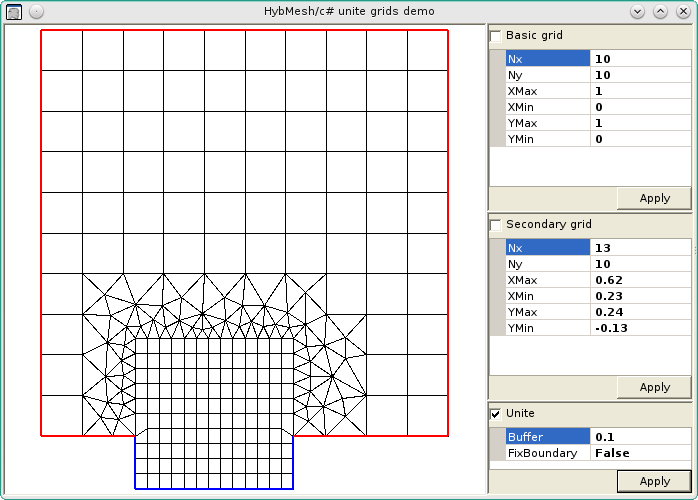 HybMesh/c# unite grids demo
Basic grid
Nx 10
Ny 10
XMax 1
XMin 0
YMax 1
YMin 0
Apply
Secondary grid
Nx 13
Ny 10
XMax 0.62
XMin 0.23
YMax 0.24
YMin -0.13
Apply
Unite
Buffer 0.1
FixBoundary False
Apply